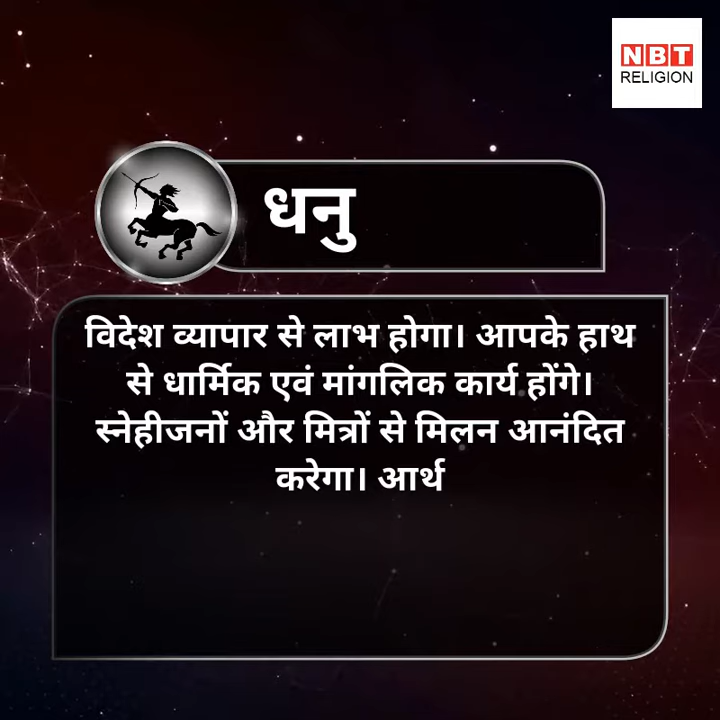 NBT
RELIGION
धनु
विदेश व्यापार से लाभ होगा। आपके हाथ
से धार्मिक एवं मांगलिक कार्य होंगे।
स्नेहीजनों और मित्रों से मिलन आनंदित
करेगा। आर्थ